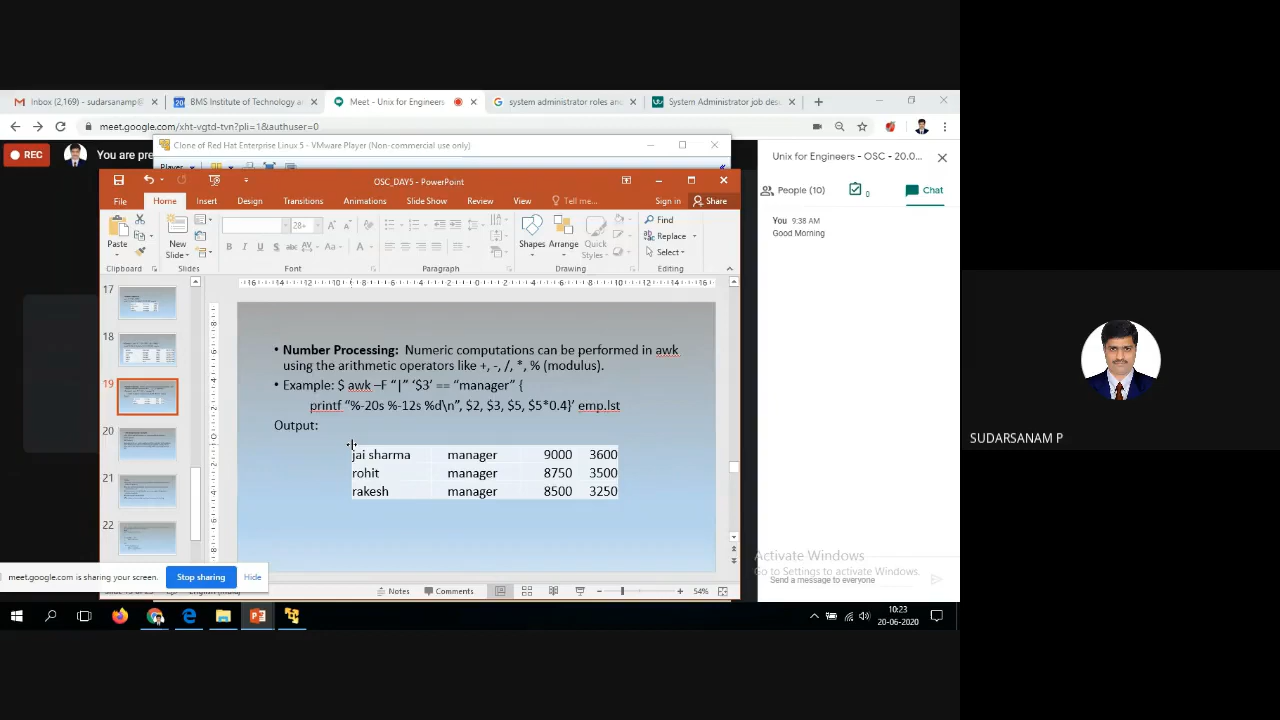 Inbox (2,169) - sudarsanamp@
BMS Institute of Technology a
Meet - Unix for Engineers
system administrator roles and
System Administrator job des
meet.google.com/xht-vgtd-tvn?pli=1&authuser=0
REC
You are pre
Clone of Red Hat Enterprise Linux 5 - VMware Player (Non-commercial use only)
Player
Unix for Engineers - OSC - 20.0...
People (10)
0
Chat
You 9:38 AM
Good Morning
OSC_DAY5 - PowerPoint
File
Home
Insert
Design
Transitions
Animations
Slide Show
Review
View
Tell me...
Sign in
Share
Paste
New
Slide
28+
Shapes
Arrange
Quick
Styles
Find
Replace
Select
Clipboard
Slides
Font
Paragraph
Drawing
Editing
17
18
19
20
21
22
• Number Processing: Numeric computations can be performed in awk
using the arithmetic operators like +, -, /, *, % (modulus).
• Example: $ awk –F “|” ‘$3’ == “manager” {
printf “%-20s %-12s %d\n”, $2, $3, $5, $5*0.4}’ emp.lst
Output:
jai sharma manager 9000 3600
rohit manager 8750 3500
rakesh manager 8500 3250
meet.google.com is sharing your screen.
Stop sharing
Hide
Notes
Comments
54%
Activate Windows
Go to Settings to activate Windows.
Send a message to everyone
10:23
20-06-2020
SUDARSANAM P